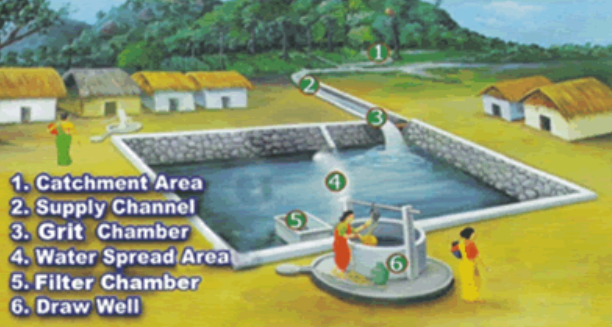 1
2
3
4
5
6
1. Catchment Area
2. Supply Channel
3. Grit Chamber
4. Water Spread Area
5. Filter Chamber
6. Draw Well